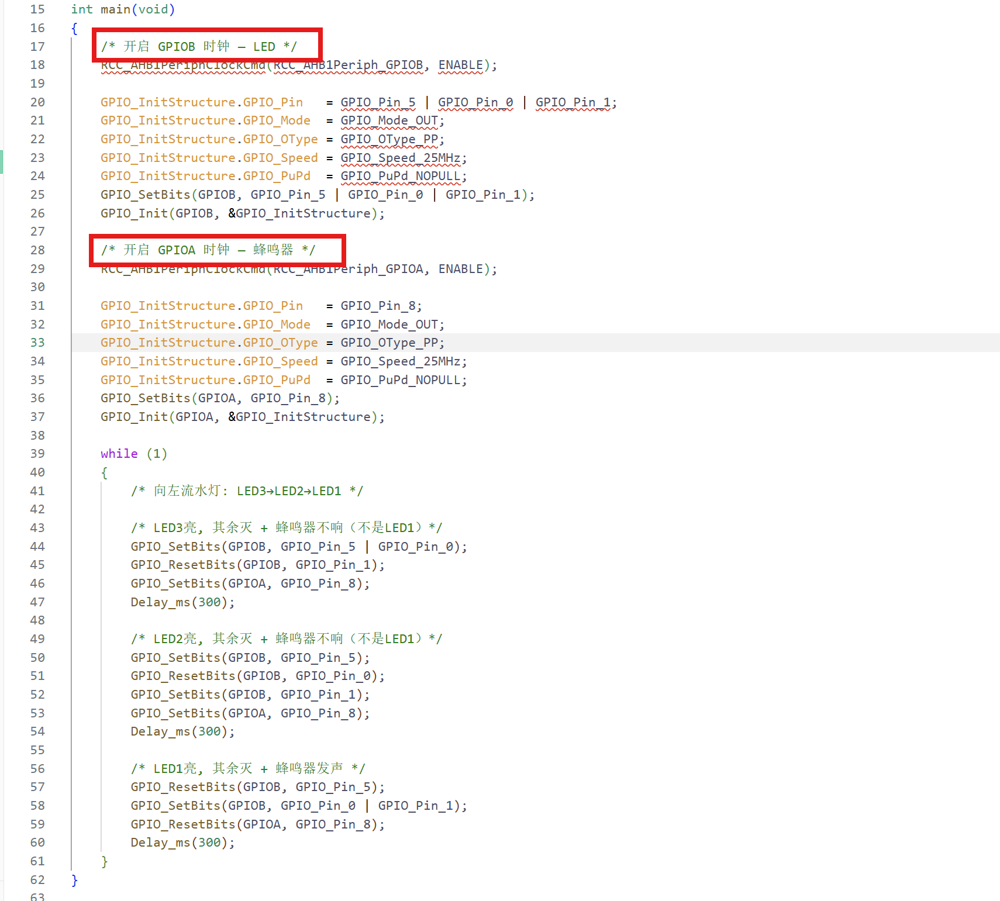 15 int main(void)
16 {
17 /* 开启 GPIOB 时钟 — LED */
18 RCC_AHB1PeriphClockCmd(RCC_AHB1Periph_GPIOB, ENABLE);
19
20 GPIO_InitStructure.GPIO_Pin   = GPIO_Pin_5 | GPIO_Pin_0 | GPIO_Pin_1;
21 GPIO_InitStructure.GPIO_Mode  = GPIO_Mode_OUT;
22 GPIO_InitStructure.GPIO_OType = GPIO_OType_PP;
23 GPIO_InitStructure.GPIO_Speed = GPIO_Speed_25MHz;
24 GPIO_InitStructure.GPIO_PuPd  = GPIO_PuPd_NOPULL;
25 GPIO_SetBits(GPIOB, GPIO_Pin_5 | GPIO_Pin_0 | GPIO_Pin_1);
26 GPIO_Init(GPIOB, &GPIO_InitStructure);
27
28 /* 开启 GPIOA 时钟 — 蜂鸣器 */
29 RCC_AHB1PeriphClockCmd(RCC_AHB1Periph_GPIOA, ENABLE);
30
31 GPIO_InitStructure.GPIO_Pin   = GPIO_Pin_8;
32 GPIO_InitStructure.GPIO_Mode  = GPIO_Mode_OUT;
33 GPIO_InitStructure.GPIO_OType = GPIO_OType_PP;
34 GPIO_InitStructure.GPIO_Speed = GPIO_Speed_25MHz;
35 GPIO_InitStructure.GPIO_PuPd  = GPIO_PuPd_NOPULL;
36 GPIO_SetBits(GPIOA, GPIO_Pin_8);
37 GPIO_Init(GPIOA, &GPIO_InitStructure);
38
39 while (1)
40 {
41 /* 向左流水灯: LED3→LED2→LED1 */
42
43 /* LED3亮, 其余灭 + 蜂鸣器不响（不是LED1）*/
44 GPIO_SetBits(GPIOB, GPIO_Pin_5 | GPIO_Pin_0);
45 GPIO_ResetBits(GPIOB, GPIO_Pin_1);
46 GPIO_SetBits(GPIOA, GPIO_Pin_8);
47 Delay_ms(300);
48
49 /* LED2亮, 其余灭 + 蜂鸣器不响（不是LED1）*/
50 GPIO_SetBits(GPIOB, GPIO_Pin_5);
51 GPIO_ResetBits(GPIOB, GPIO_Pin_0);
52 GPIO_SetBits(GPIOB, GPIO_Pin_1);
53 GPIO_SetBits(GPIOA, GPIO_Pin_8);
54 Delay_ms(300);
55
56 /* LED1亮, 其余灭 + 蜂鸣器发声 */
57 GPIO_ResetBits(GPIOB, GPIO_Pin_5);
58 GPIO_SetBits(GPIOB, GPIO_Pin_0 | GPIO_Pin_1);
59 GPIO_ResetBits(GPIOA, GPIO_Pin_8);
60 Delay_ms(300);
61 }
62 }
63